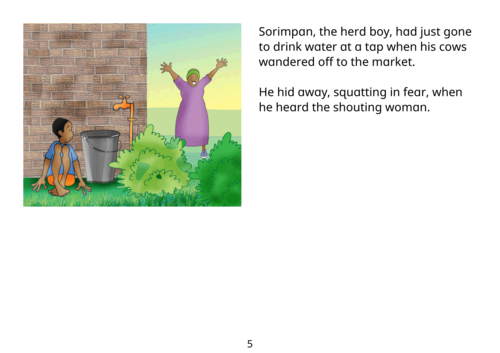 Sorimpan, the herd boy, had just gone
to drink water at a tap when his cows
wandered off to the market.
He hid away, squatting in fear, when
he heard the shouting woman.
5